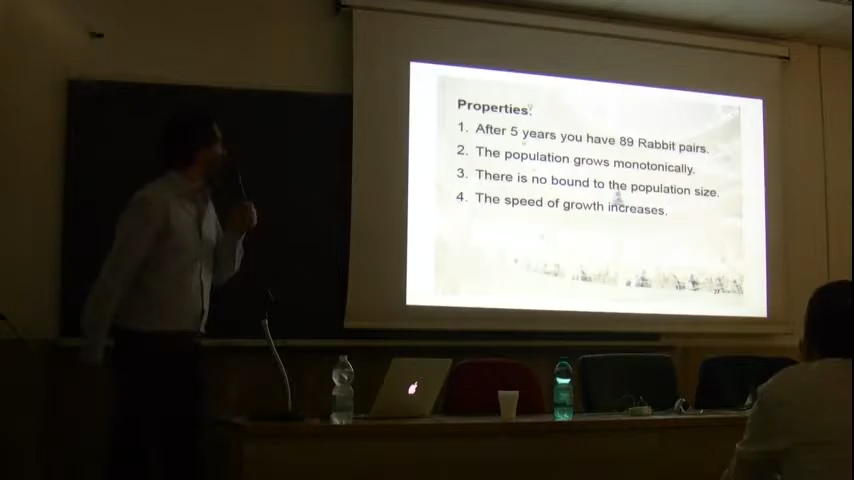 Properties:
1. After 5 years you have 89 Rabbit pairs.
2. The population grows monotonically.
3. There is no bound to the population size.
4. The speed of growth increases.